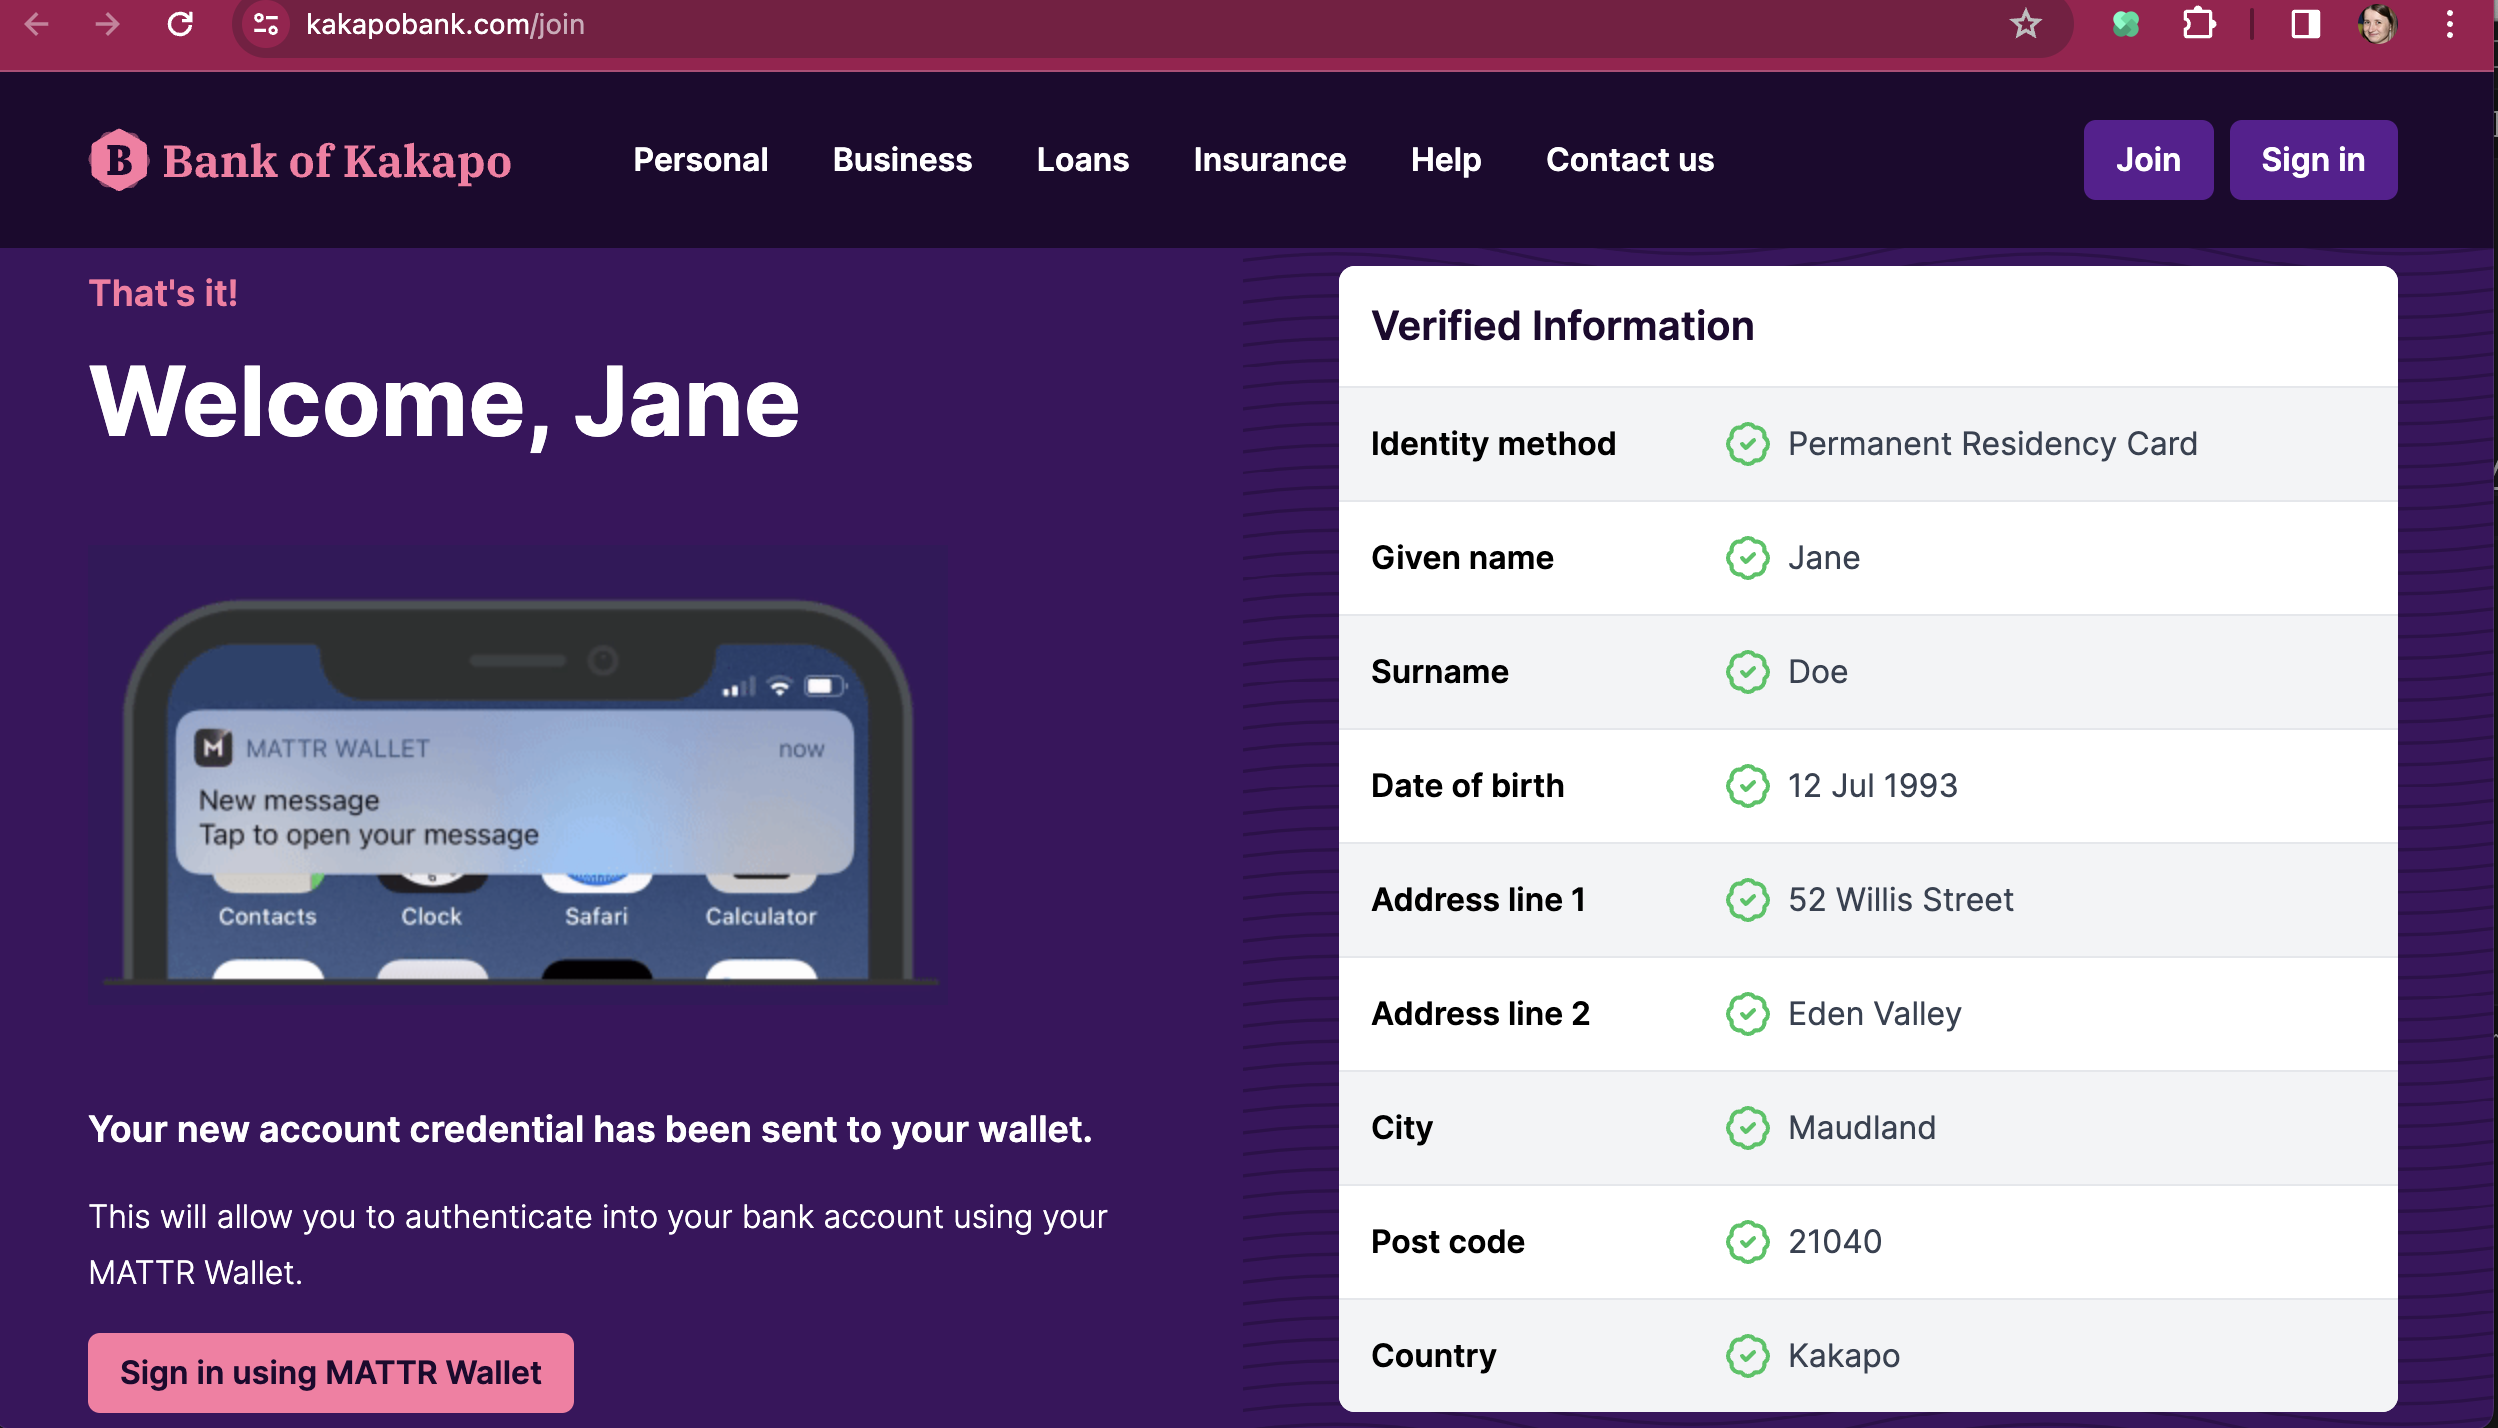 kakapobank.com/join
B Bank of Kakapo
Personal
Business
Loans
Insurance
Help
Contact us
Join
Sign in
That's it!
Welcome, Jane
M MATTR WALLET
now
New message
Tap to open your message
Contacts
Clock
Safari
Calculator
Your new account credential has been sent to your wallet.
This will allow you to authenticate into your bank account using your
MATTR Wallet.
Sign in using MATTR Wallet
Verified Information
Identity method Permanent Residency Card
Given name Jane
Surname Doe
Date of birth 12 Jul 1993
Address line 1 52 Willis Street
Address line 2 Eden Valley
City Maudland
Post code 21040
Country Kakapo